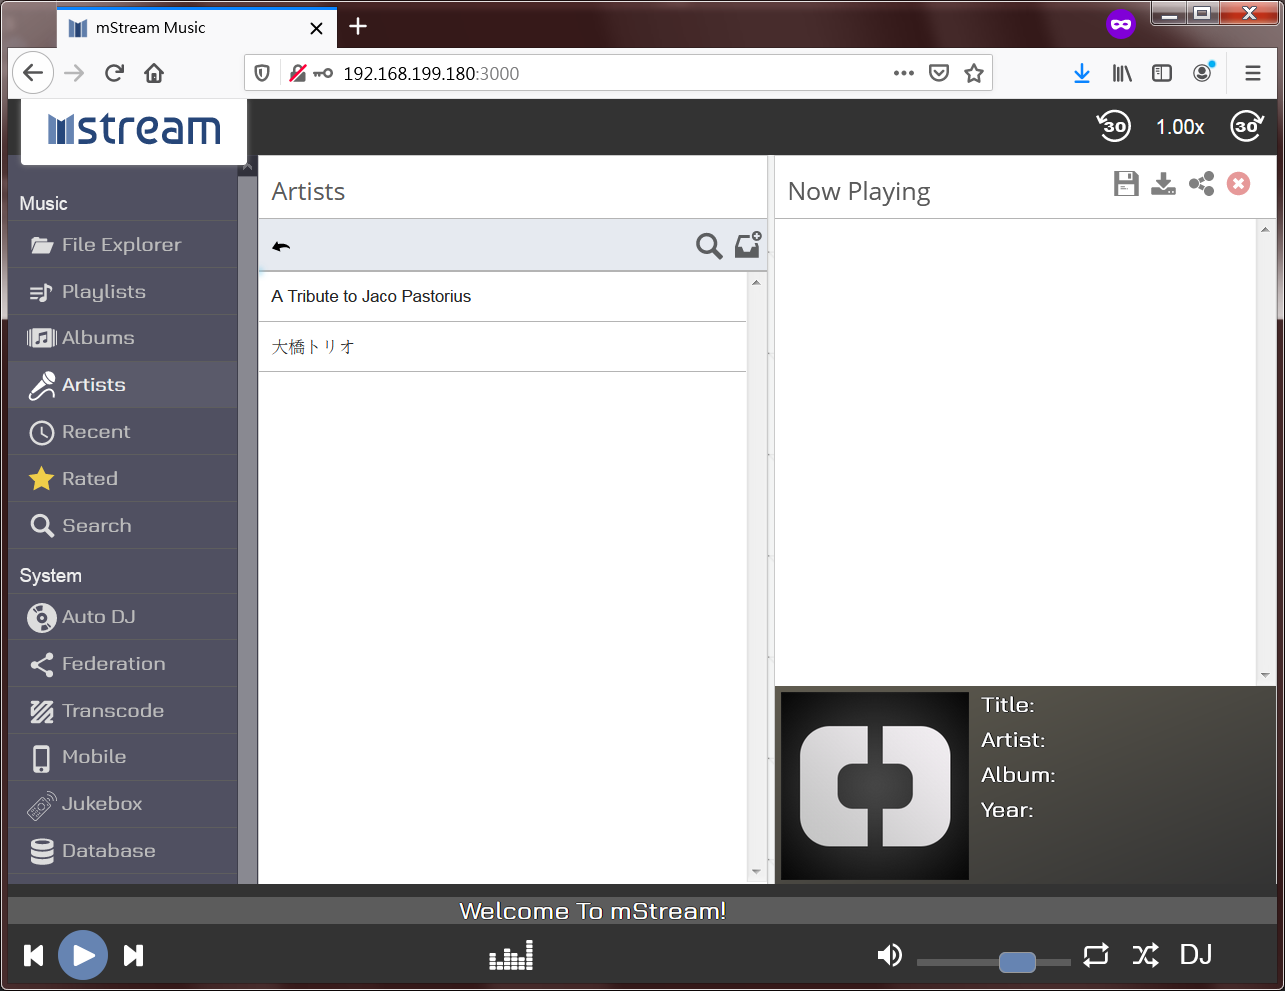 mStream Music
192.168.199.180:3000
mstream
30
1.00x
30
Music
File Explorer
Playlists
Albums
Artists
Recent
Rated
Search
System
Auto DJ
Federation
Transcode
Mobile
Jukebox
Database
Artists
A Tribute to Jaco Pastorius
大橋トリオ
Now Playing
Title:
Artist:
Album:
Year:
Welcome To mStream!
DJ